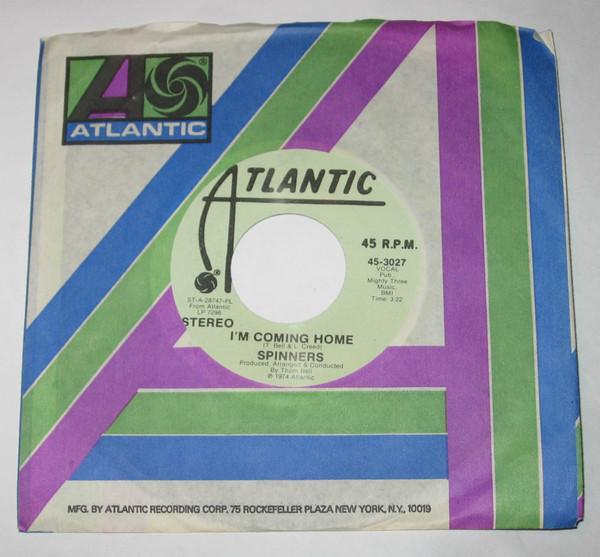 ATLANTIC
ATLANTIC
45 R.P.M.
45-3027
VOCAL
Pub.
Mighty Three
Music,
BMI
Time: 3:22
ST-A-28747-PL
From Atlantic
LP 7296
STEREO
I'M COMING HOME
(T. Bell & L. Creed)
SPINNERS
Produced, Arranged & Conducted
By Thom Bell
℗ 1974 Atlantic
MFG. BY ATLANTIC RECORDING CORP. 75 ROCKEFELLER PLAZA NEW YORK, N.Y., 10019